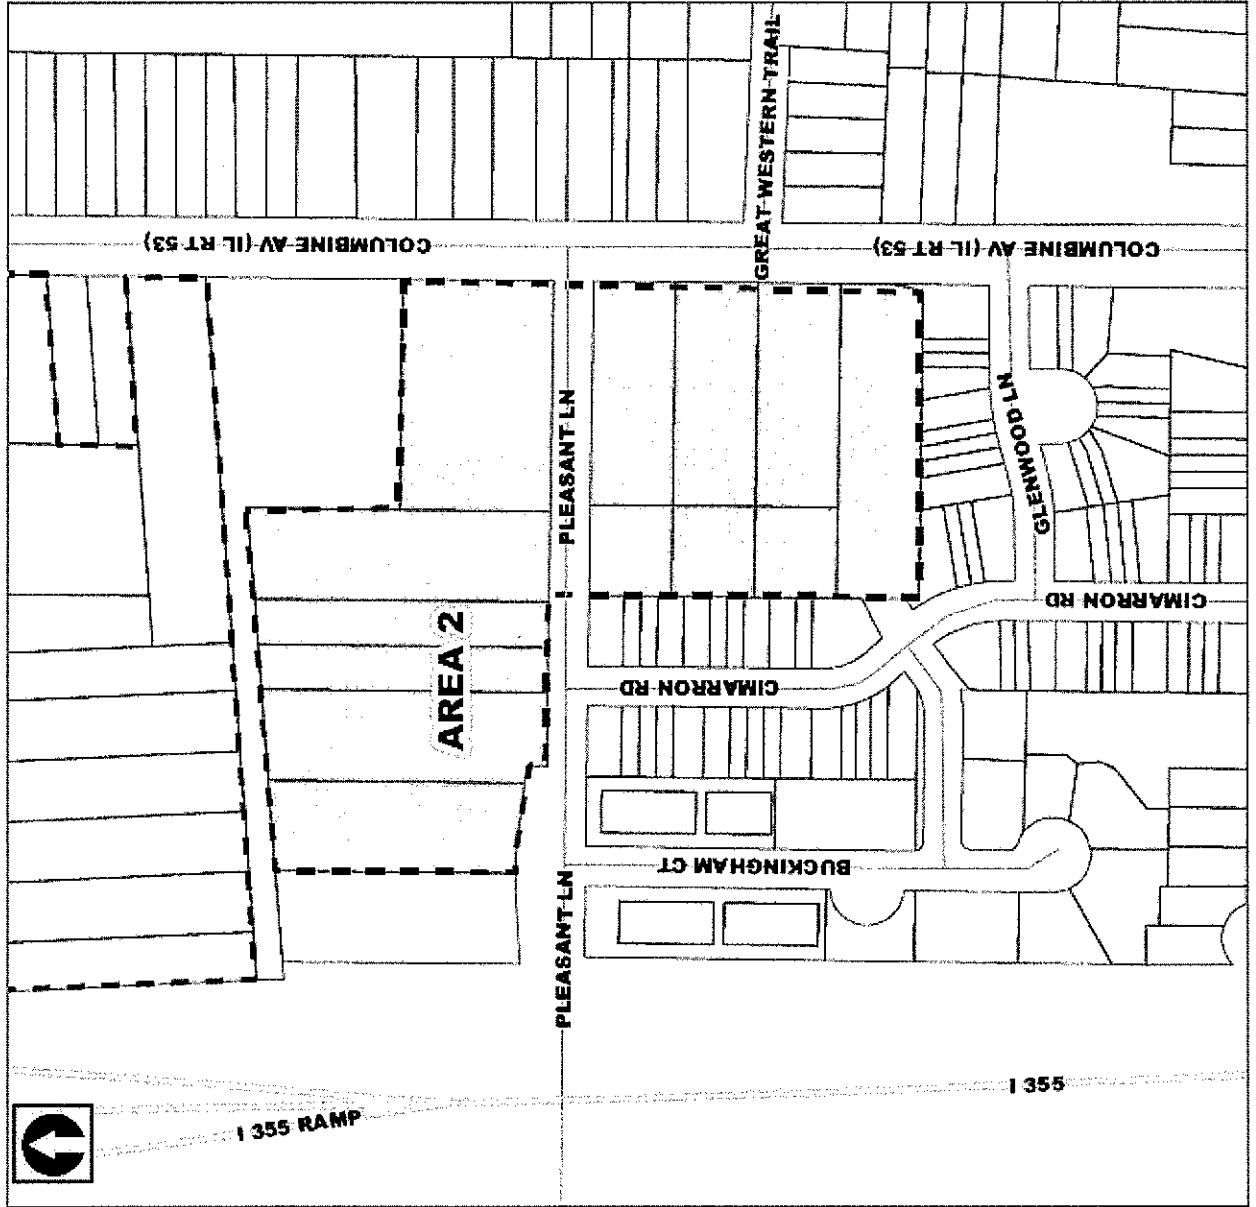 COLUMBINE AV (IL RT 53)
COLUMBINE AV (IL RT 53)
GREAT WESTERN TRAIL
PLEASANT LN
GLENWOOD LN
CIMARRON RD
AREA 2
CIMARRON RD
BUCKINGHAM CT
PLEASANT LN
I 355
I 355 RAMP